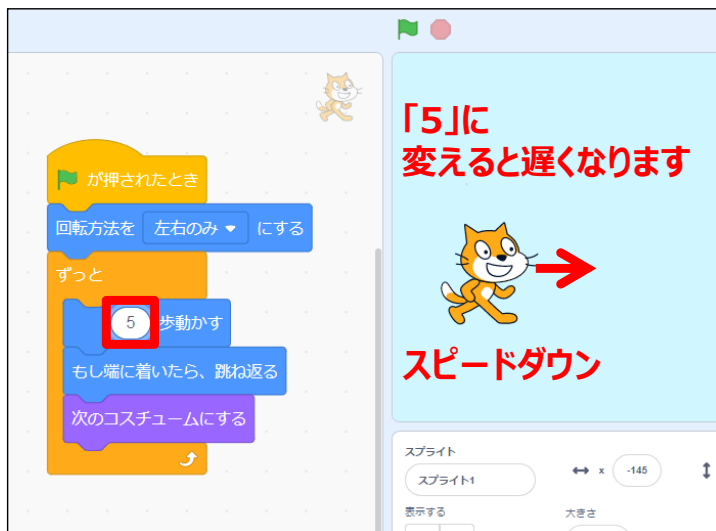 が押されたとき
回転方法を 左右のみ にする
ずっと
5 歩動かす
もし端に着いたら、跳ね返る
次のコスチュームにする
「5」に
変えると遅くなります
スピードダウン
スプライト
スプライト1
x -145
表示する
大きさ